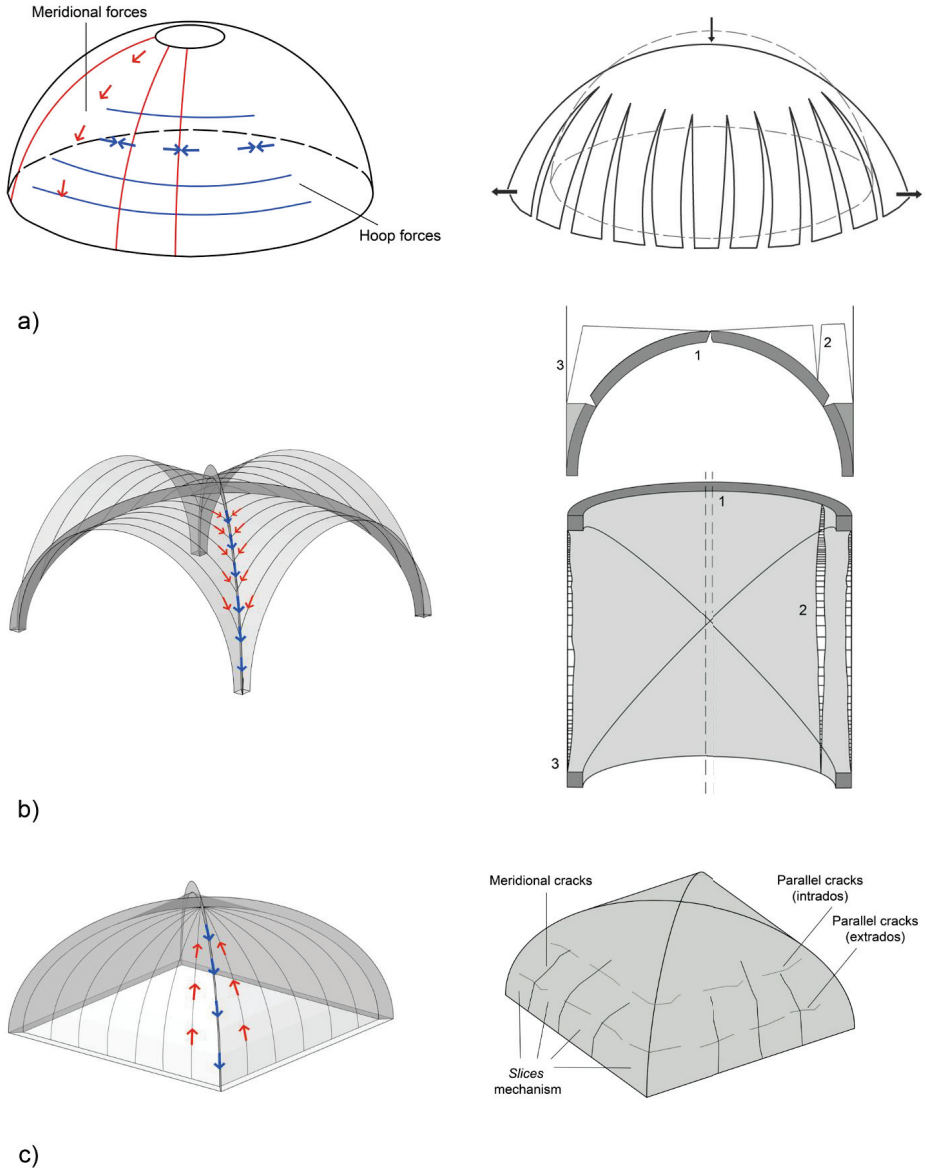 Meridional forces
Hoop forces
a)
1
2
3
1
2
3
b)
Meridional cracks
Parallel cracks
(intrados)
Parallel cracks
(extrados)
Slices
mechanism
c)